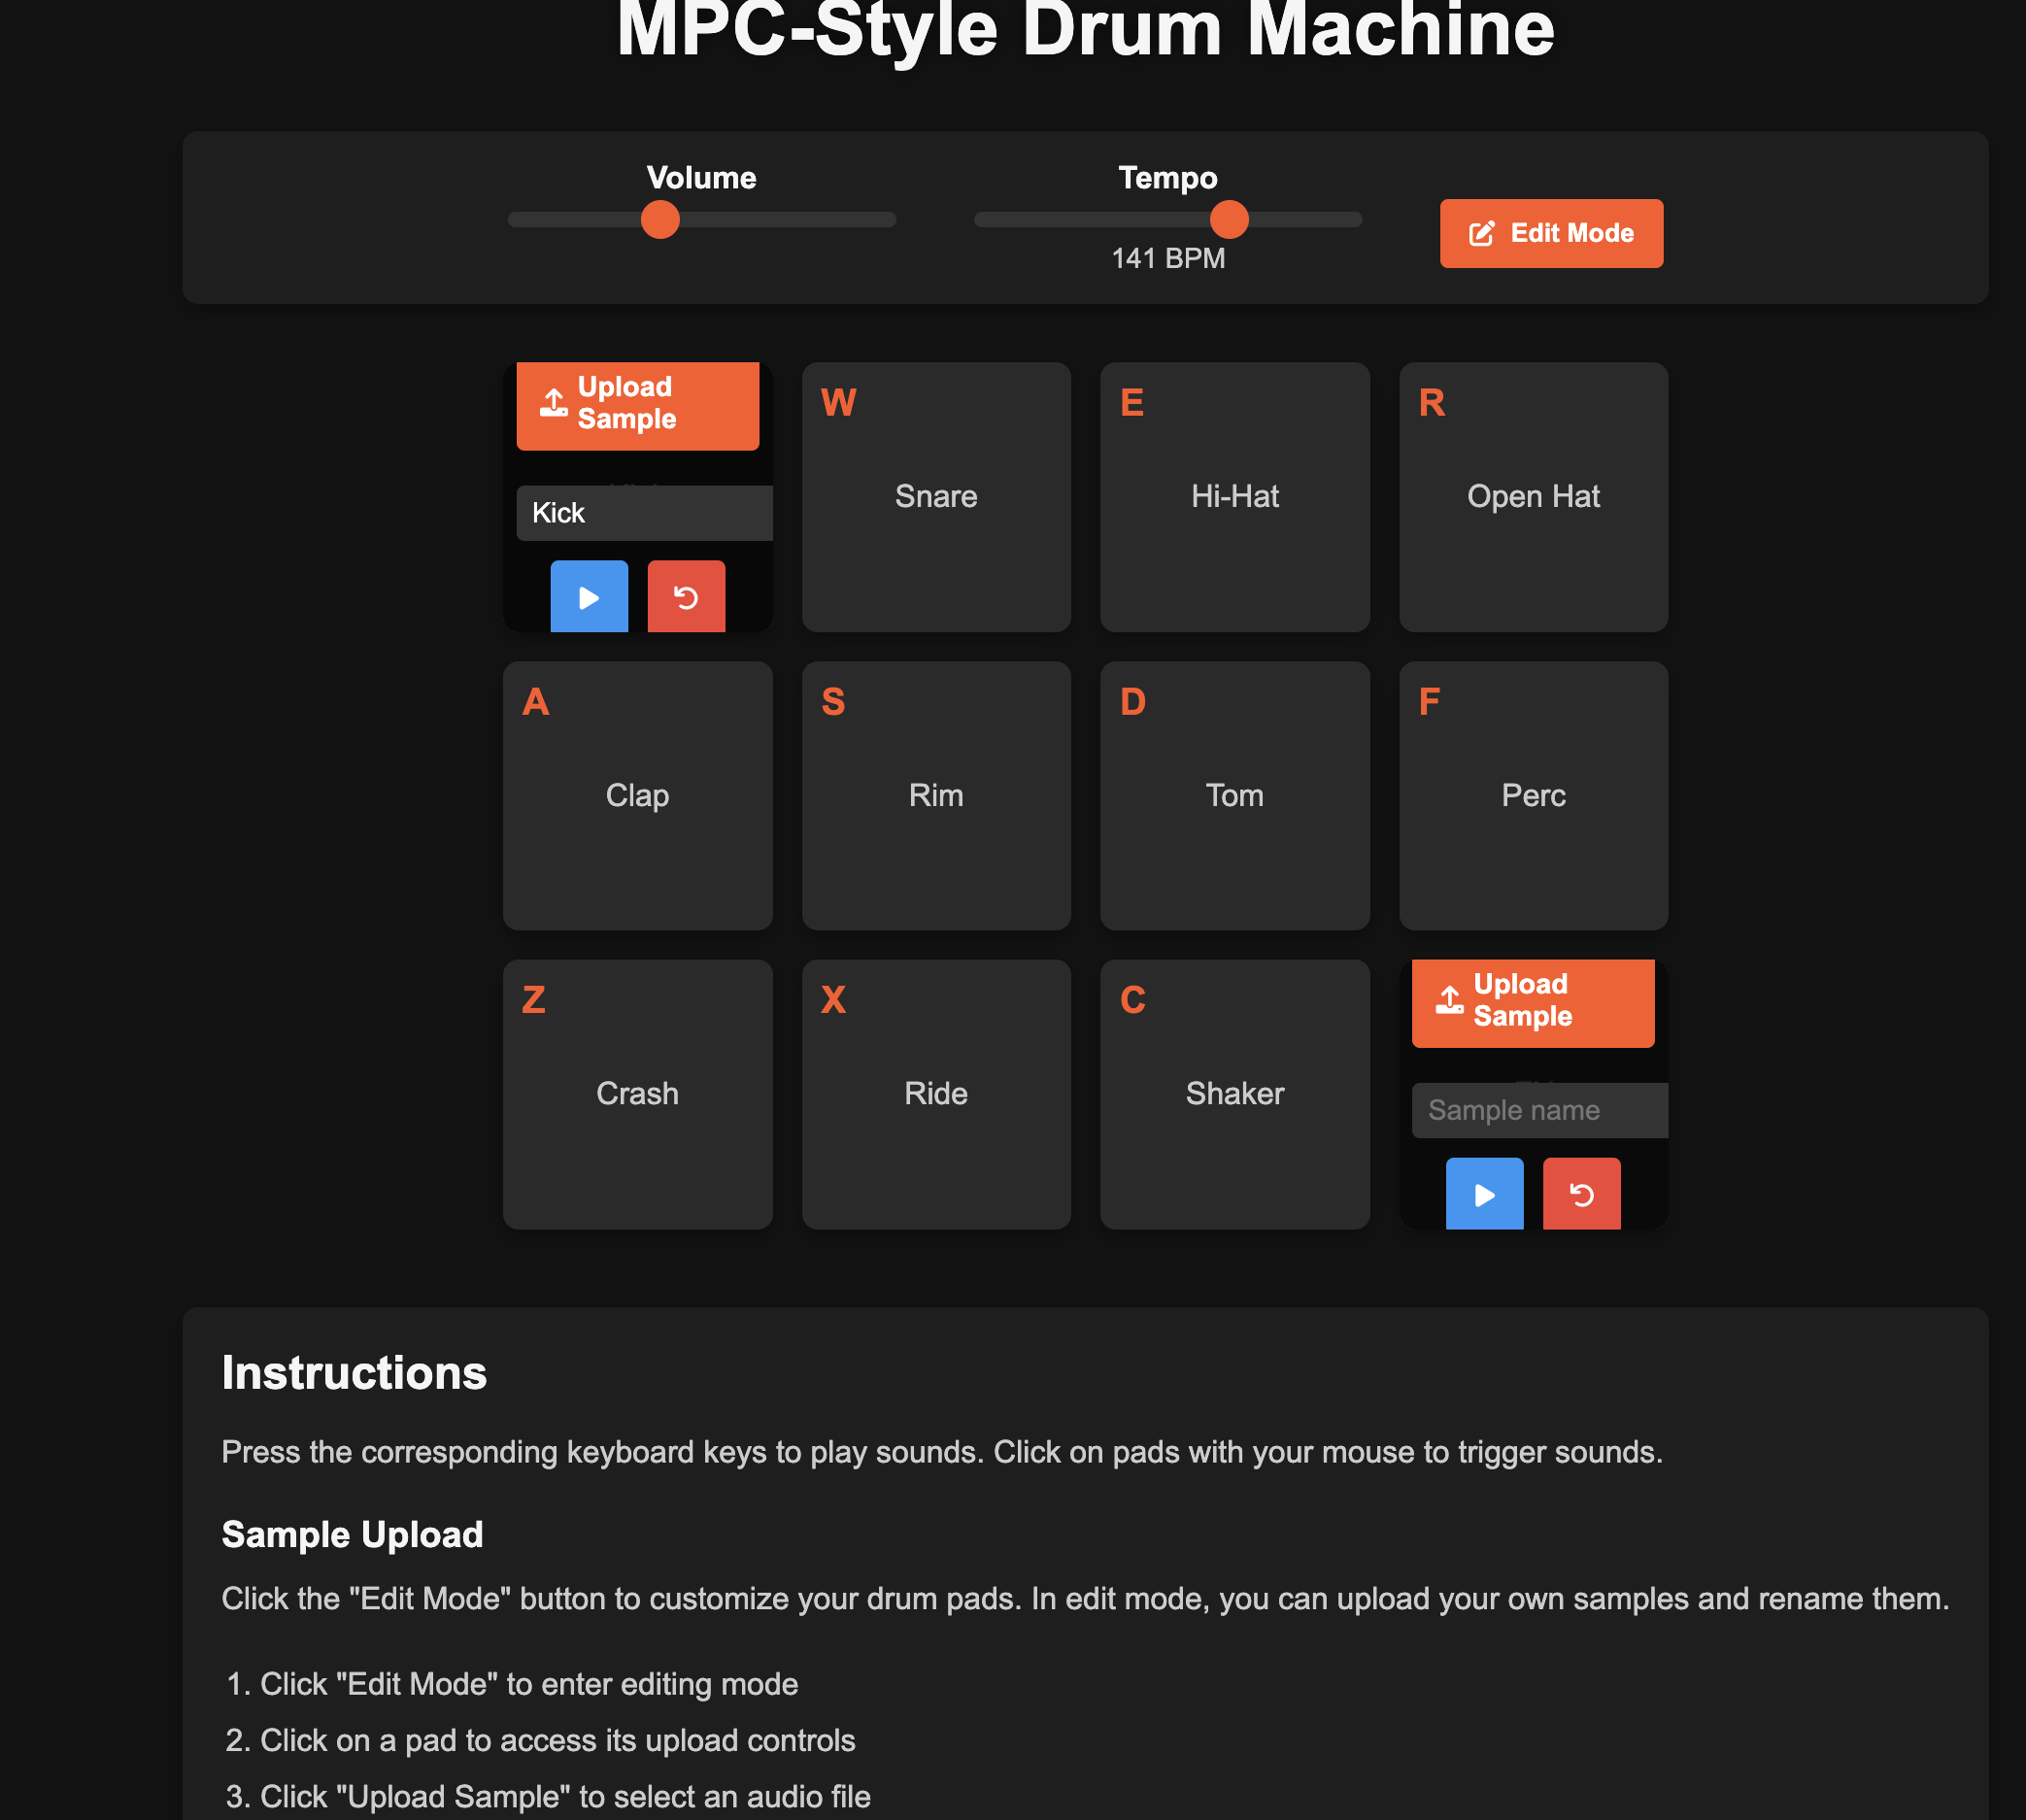 MPC-Style Drum Machine
Volume
Tempo
141 BPM
Edit Mode
Upload
Sample
Kick
W
Snare
E
Hi-Hat
R
Open Hat
A
Clap
S
Rim
D
Tom
F
Perc
Z
Crash
X
Ride
C
Shaker
Upload
Sample
Sample name
Instructions
Press the corresponding keyboard keys to play sounds. Click on pads with your mouse to trigger sounds.
Sample Upload
Click the "Edit Mode" button to customize your drum pads. In edit mode, you can upload your own samples and rename them.
1. Click "Edit Mode" to enter editing mode
2. Click on a pad to access its upload controls
3. Click "Upload Sample" to select an audio file